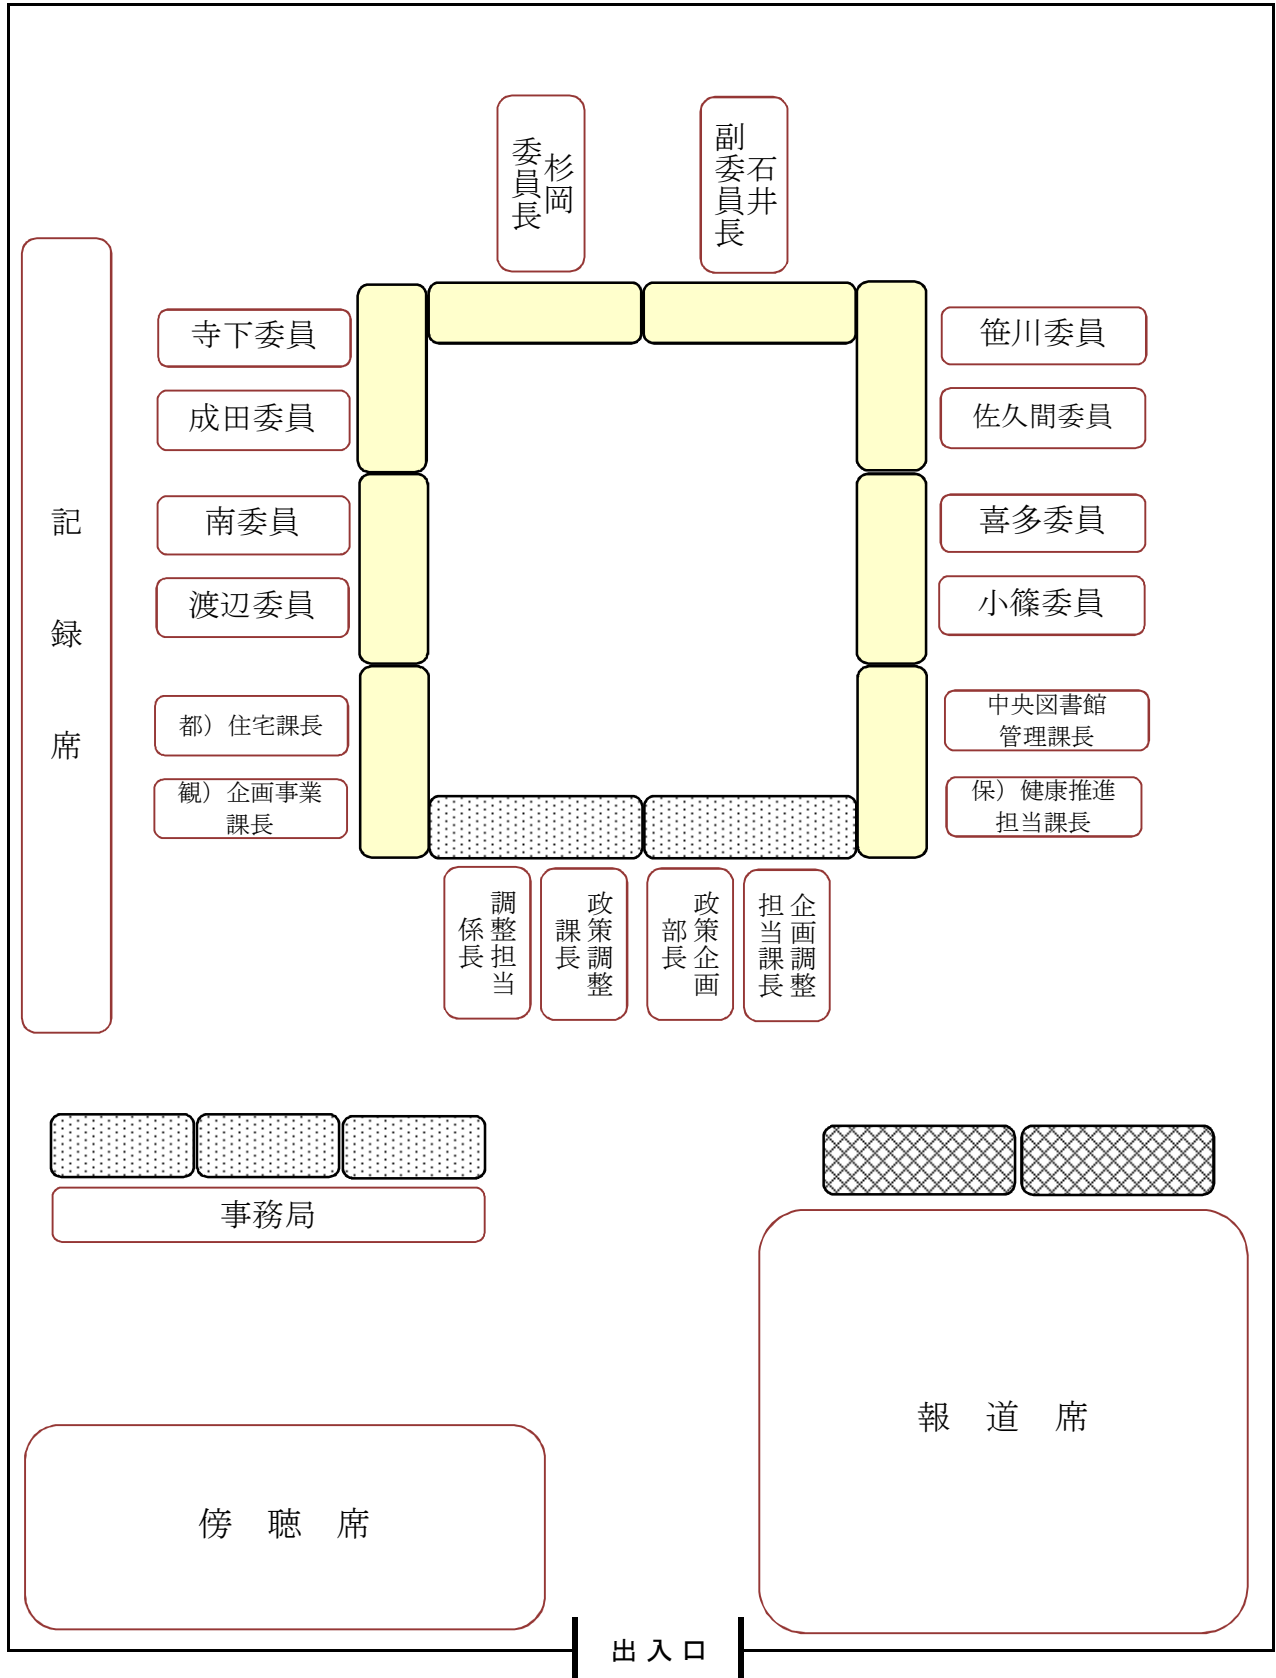 杉岡
委員長
石井
副委員長
寺下委員
成田委員
南委員
渡辺委員
都）住宅課長
観）企画事業
課長
笹川委員
佐久間委員
喜多委員
小篠委員
中央図書館
管理課長
保）健康推進
担当課長
記録席
調整担当
係長
政策調整
課長
政策企画
部長
企画調整
担当課長
事務局
報道席
傍聴席
出入口